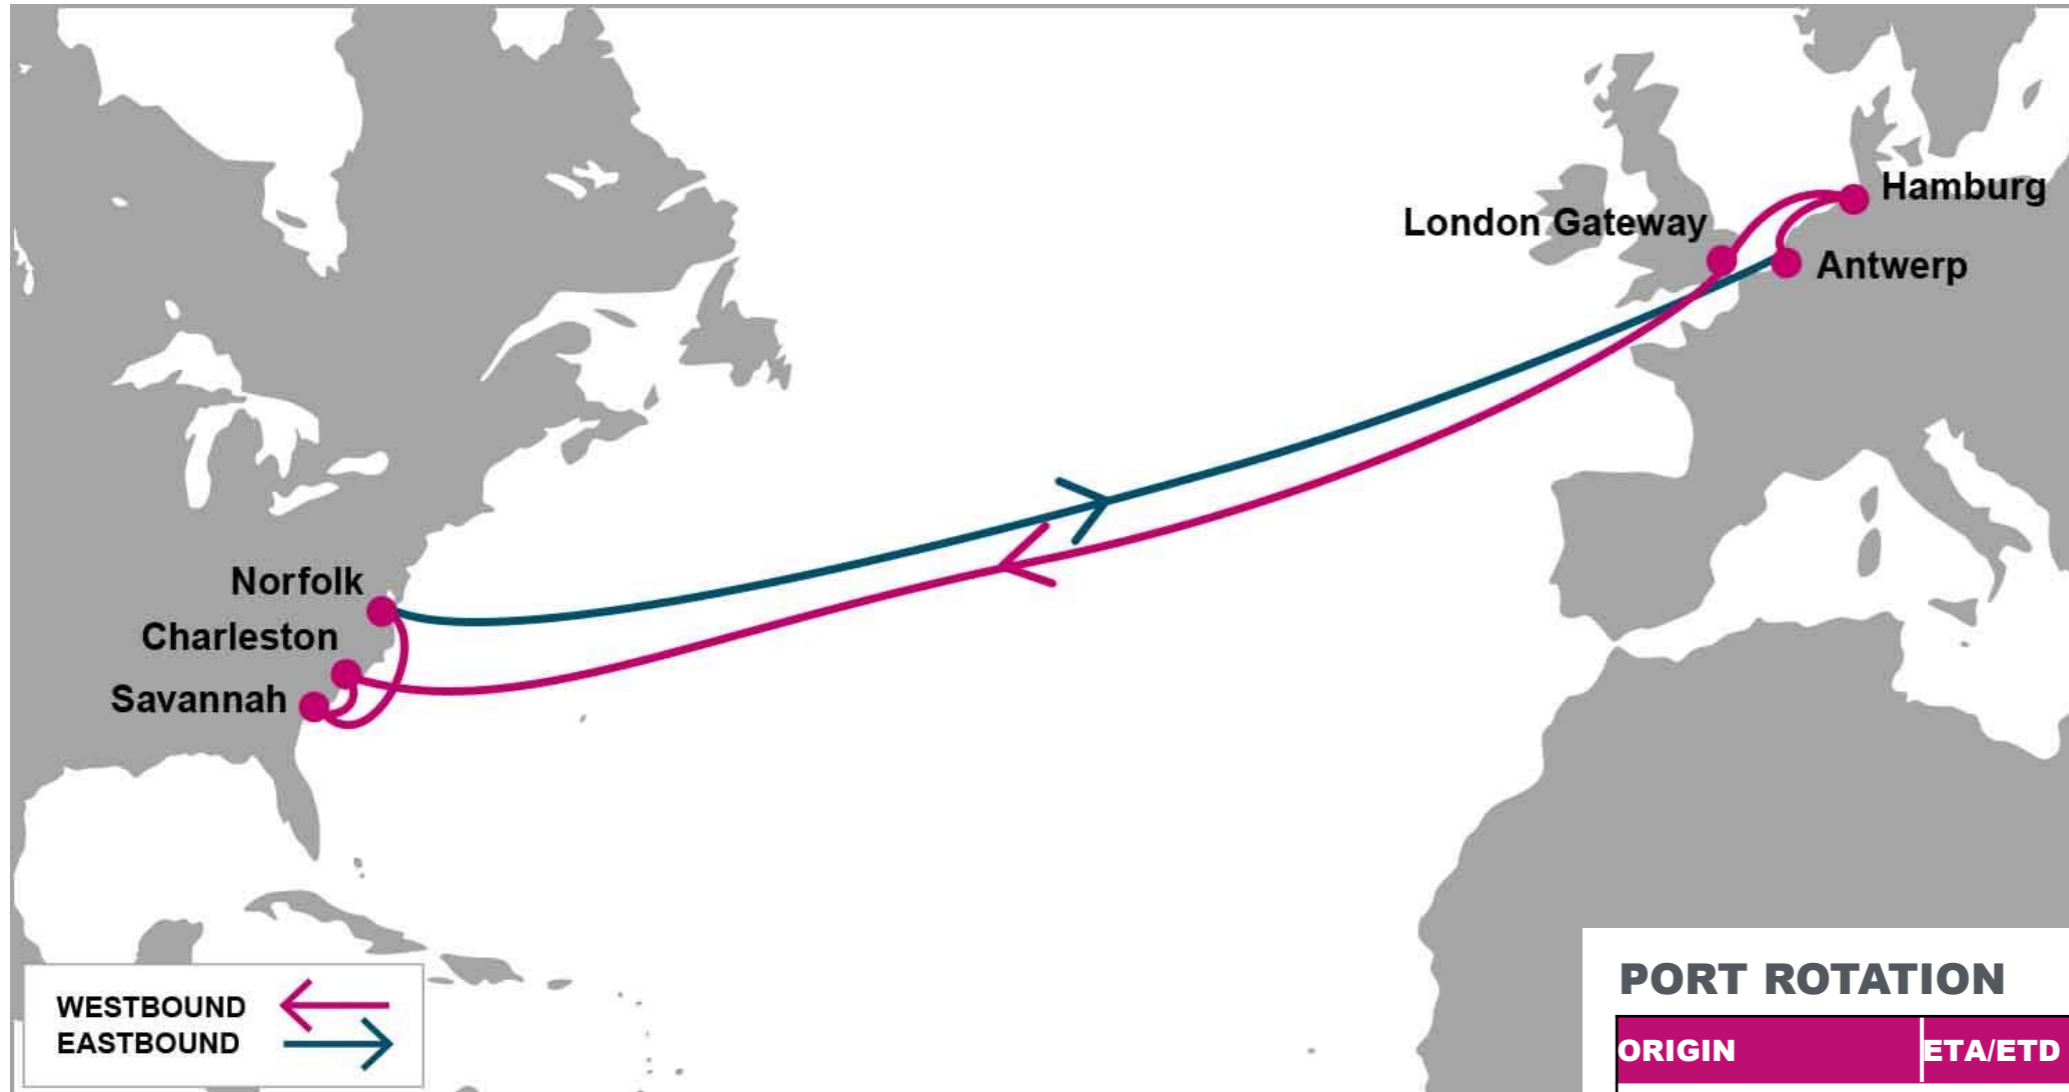 Hamburg
London Gateway
Antwerp
Norfolk
Charleston
Savannah
WESTBOUND
EASTBOUND
PORT ROTATION
ORIGIN ETA/ETD